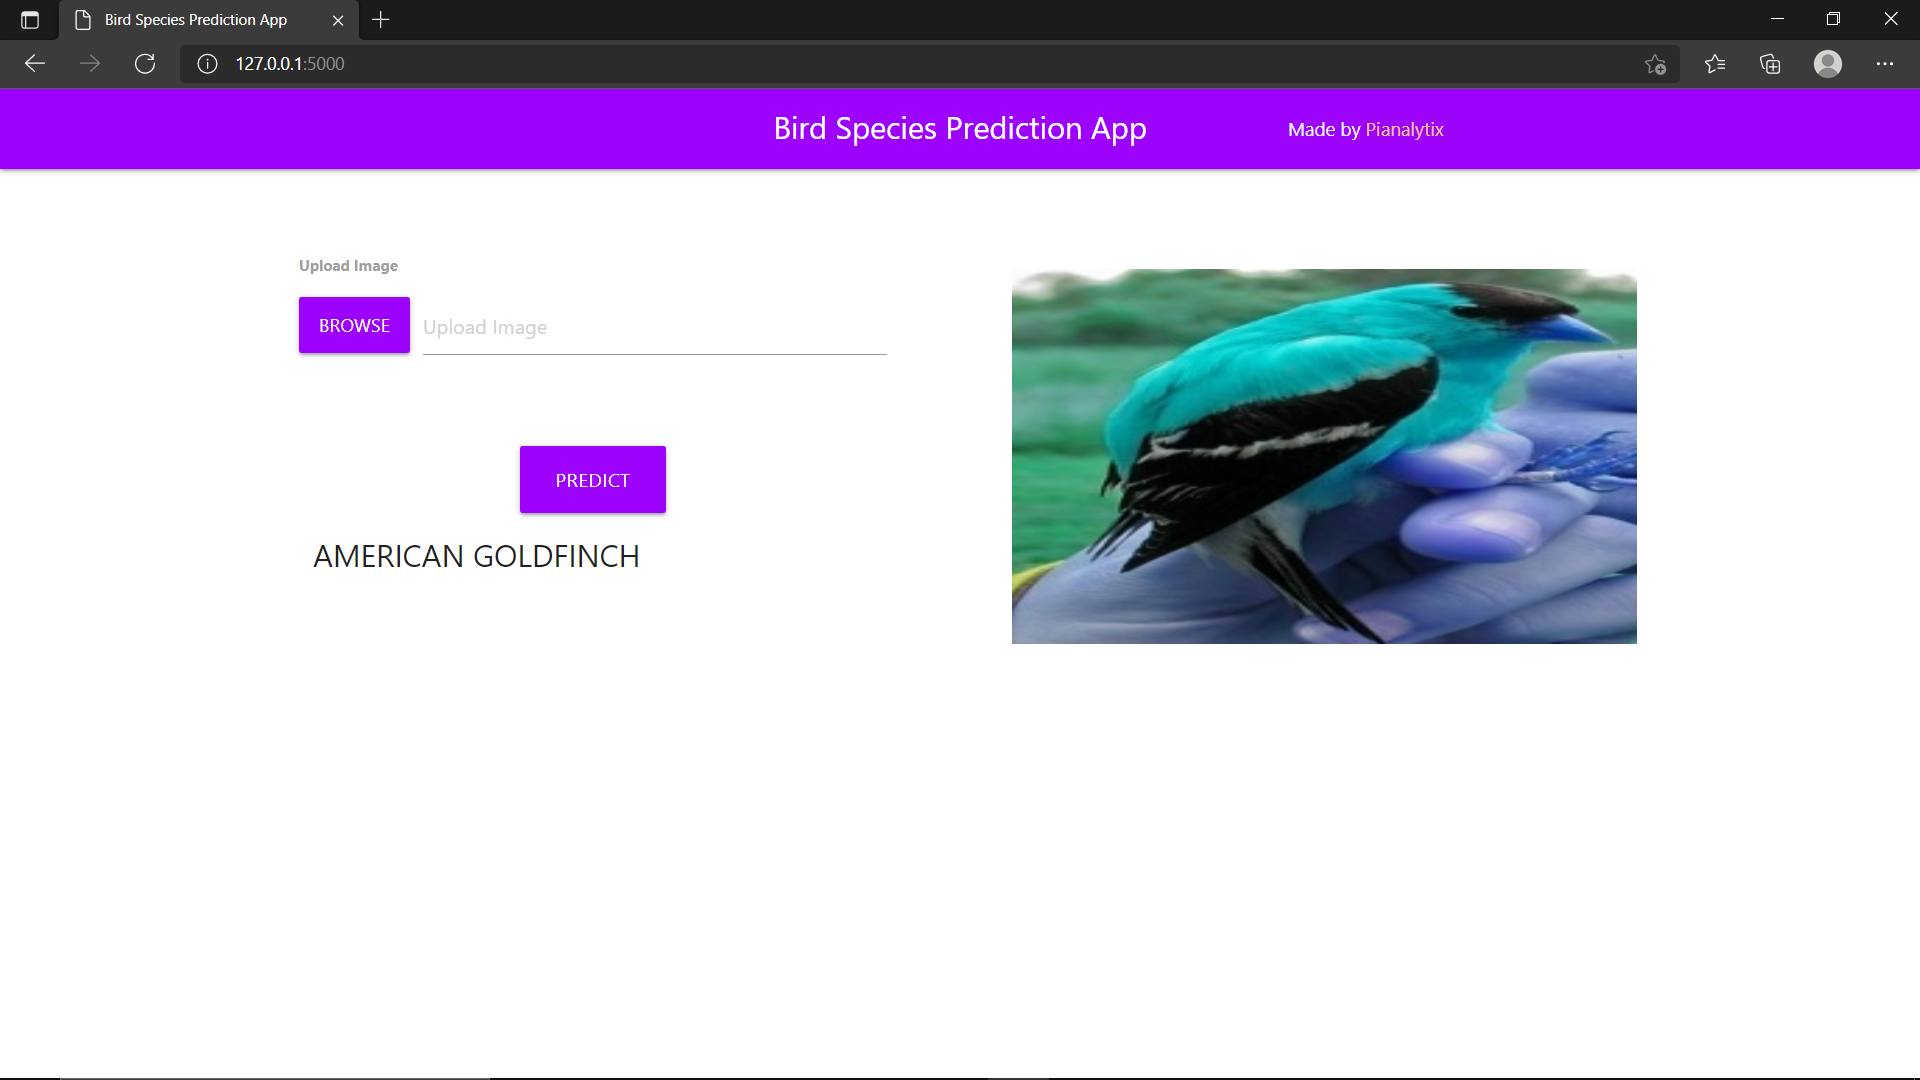 Bird Species Prediction App
127.0.0.1:5000
Bird Species Prediction App
Made by Pianalytix
Upload Image
BROWSE
Upload Image
PREDICT
AMERICAN GOLDFINCH